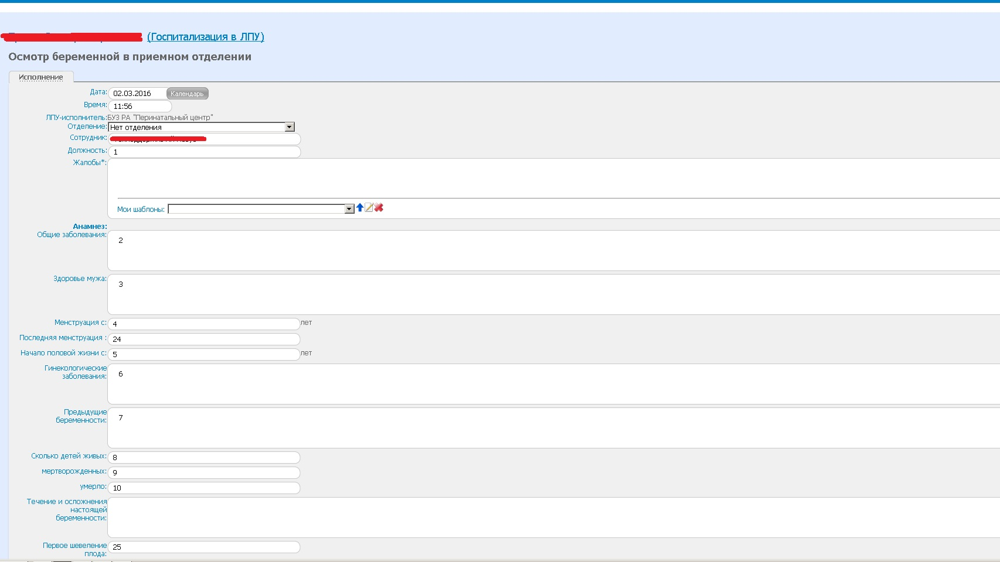 (Госпитализация в ЛПУ)
Осмотр беременной в приемном отделении
Исполнение
Дата: 02.03.2016 Календарь
Время: 11:56
ЛПУ-исполнитель: БУЗ РА "Перинатальный центр"
Отделение: Нет отделения
Сотрудник:
Должность: 1
Жалобы*:
Мои шаблоны:
Анамнез:
Общие заболевания: 2
Здоровье мужа: 3
Менструация с: 4 лет
Последняя менструация : 24
Начало половой жизни с: 5 лет
Гинекологические
заболевания: 6
Предыдущие
беременности: 7
Сколько детей живых: 8
мертворожденных: 9
умерло: 10
Течение и осложнения
настоящей
беременности:
Первое шевеление
плода: 25